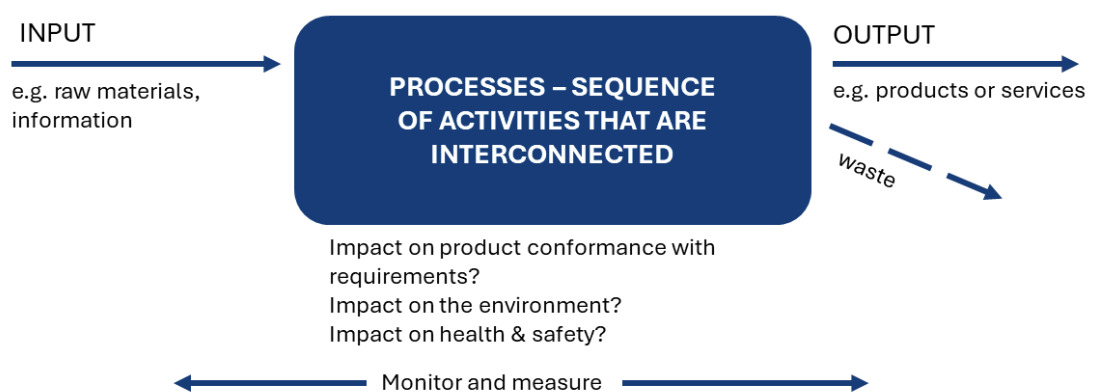 INPUT
e.g. raw materials,
information
PROCESSES – SEQUENCE
OF ACTIVITIES THAT ARE
INTERCONNECTED
OUTPUT
e.g. products or services
waste
Impact on product conformance with
requirements?
Impact on the environment?
Impact on health & safety?
Monitor and measure